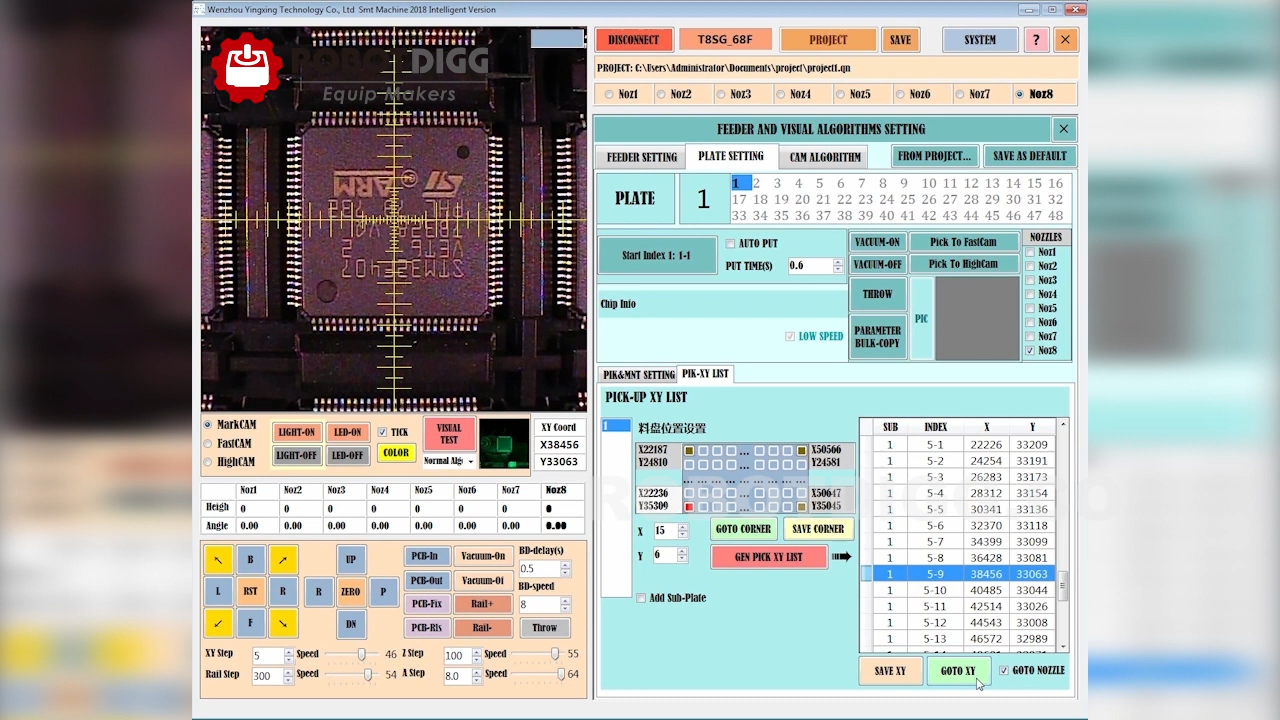 Wenzhou Yingxing Technology Co., Ltd Smt Machine 2018 Intelligent Version
DIGG
Equip Makers
DISCONNECT T8SG_68F PROJECT SAVE SYSTEM ?
PROJECT: C:\Users\Administrator\Documents\project\projectf.qn
Noz1 Noz2 Noz3 Noz4 Noz5 Noz6 Noz7 Noz8
FEEDER AND VISUAL ALGORITHMS SETTING
FEEDER SETTING PLATE SETTING CAM ALGORITHM FROM PROJECT... SAVE AS DEFAULT
PLATE 1
1 2 3 4 5 6 7 8 9 10 11 12 13 14 15 16
17 18 19 20 21 22 23 24 25 26 27 28 29 30 31 32
33 34 35 36 37 38 39 40 41 42 43 44 45 46 47 48
Start Index 1: 1-1
AUTO PUT
PUT TIME(S) 0.6
VACUUM-ON Pick To FastCam
VACUUM-OFF Pick To HighCam
THROW
PARAMETER
BULK-COPY
PIC
NOZZLES
Noz1
Noz2
Noz3
Noz4
Noz5
Noz6
Noz7
Noz8
Chip Info
LOW SPEED
PIK&MNT SETTING PIK-XY LIST
PICK-UP XY LIST
1
料盘位置设置
X22187 X50566
Y24810 Y24581
X22236 X50647
Y35309 Y35045
X 15 GOTO CORNER SAVE CORNER
Y 6 GEN PICK XY LIST
Add Sub-Plate
SUB INDEX X Y
1 5-1 22226 33209
1 5-2 24254 33191
1 5-3 26283 33173
1 5-4 28312 33154
1 5-5 30341 33136
1 5-6 32370 33118
1 5-7 34399 33099
1 5-8 36428 33081
1 5-9 38456 33063
1 5-10 40485 33044
1 5-11 42514 33026
1 5-12 44543 33008
1 5-13 46572 32989
SAVE XY GOTO XY GOTO NOZZLE
ARM ST
MarkCAM
FastCAM
HighCAM
LIGHT-ON LED-ON TICK
LIGHT-OFF LED-OFF COLOR
VISUAL
TEST
Normal Alg
XY Coord
X38456
Y33063
Noz1 Noz2 Noz3 Noz4 Noz5 Noz6 Noz7 Noz8
Heigh 0 0 0 0 0 0 0 0
Angle 0.00 0.00 0.00 0.00 0.00 0.00 0.00 0.00
B UP
L RST R R ZERO P
F DN
PCB-In Vacuum-On
PCB-Out Vacuum-Oi
PCB-Fix Rail+
PCB-Rls Rail-
BD-delay(s)
0.5
BD-speed
8
Throw
XY Step 5 Speed 46 Z Step 100 Speed 55
Rail Step 300 Speed 54 A Step 8.0 Speed 64